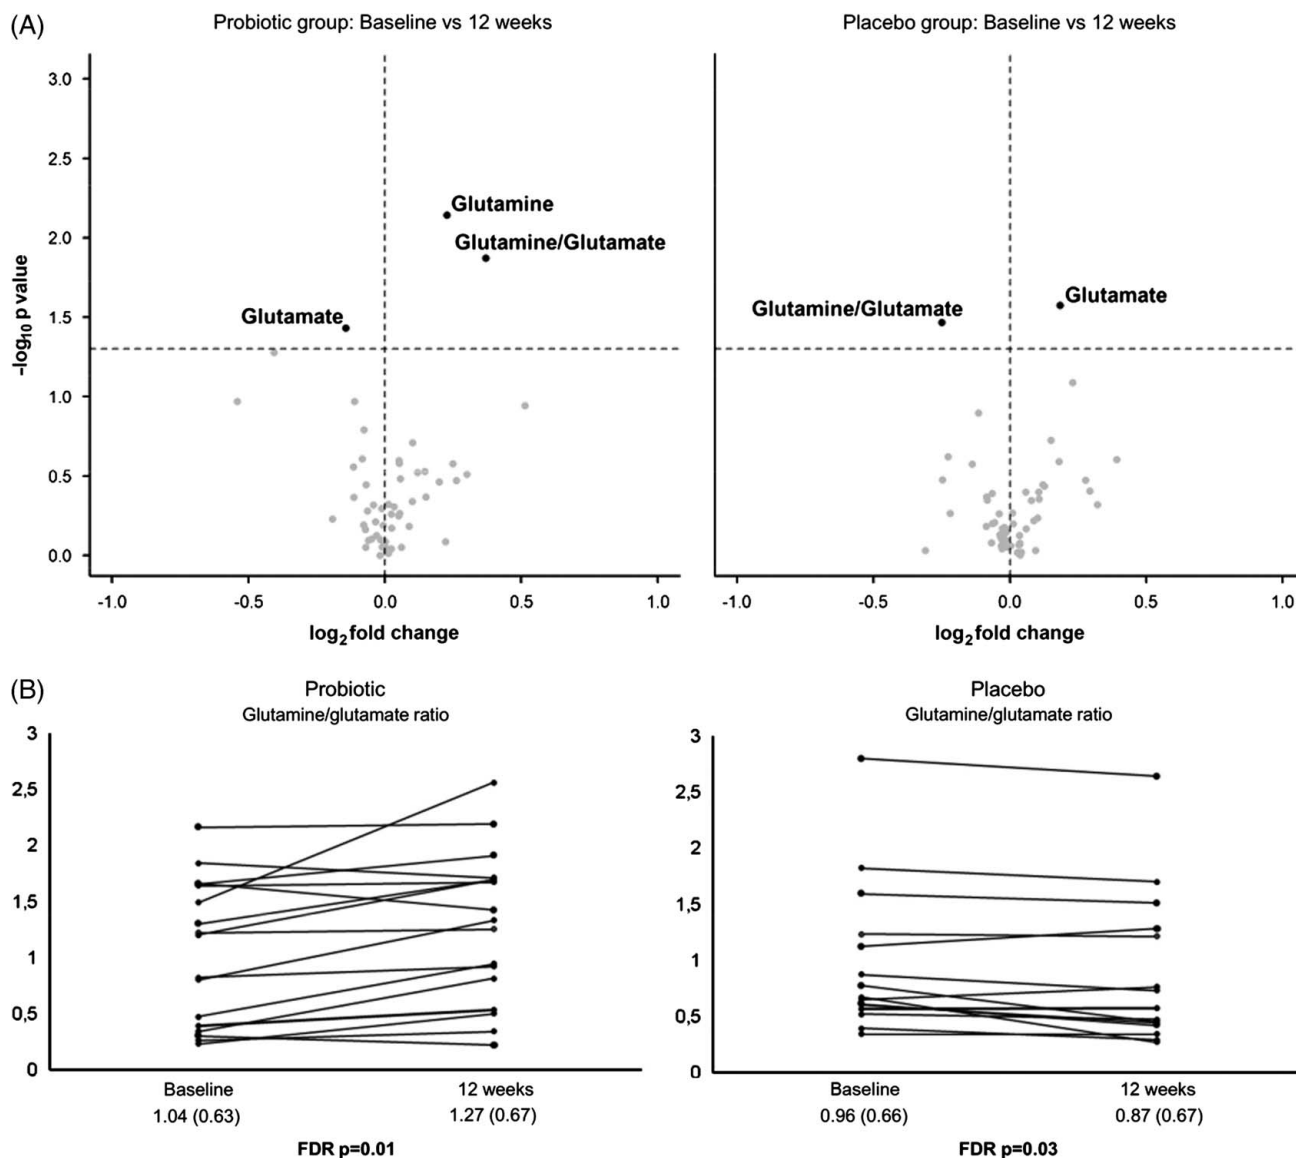 (A)
Probiotic group: Baseline vs 12 weeks
Placebo group: Baseline vs 12 weeks
-log10 p value
3.0
2.5
2.0
1.5
1.0
0.5
0.0
Glutamine
Glutamine/Glutamate
Glutamate
Glutamine/Glutamate
Glutamate
-1.0 -0.5 0.0 0.5 1.0
-1.0 -0.5 0.0 0.5 1.0
log2 fold change
log2 fold change
(B)
Probiotic
Glutamine/glutamate ratio
3
2,5
2
1,5
1
0,5
0
Baseline 12 weeks
1.04 (0.63) 1.27 (0.67)
FDR p=0.01
Placebo
Glutamine/glutamate ratio
3
2,5
2
1,5
1
0,5
0
Baseline 12 weeks
0.96 (0.66) 0.87 (0.67)
FDR p=0.03